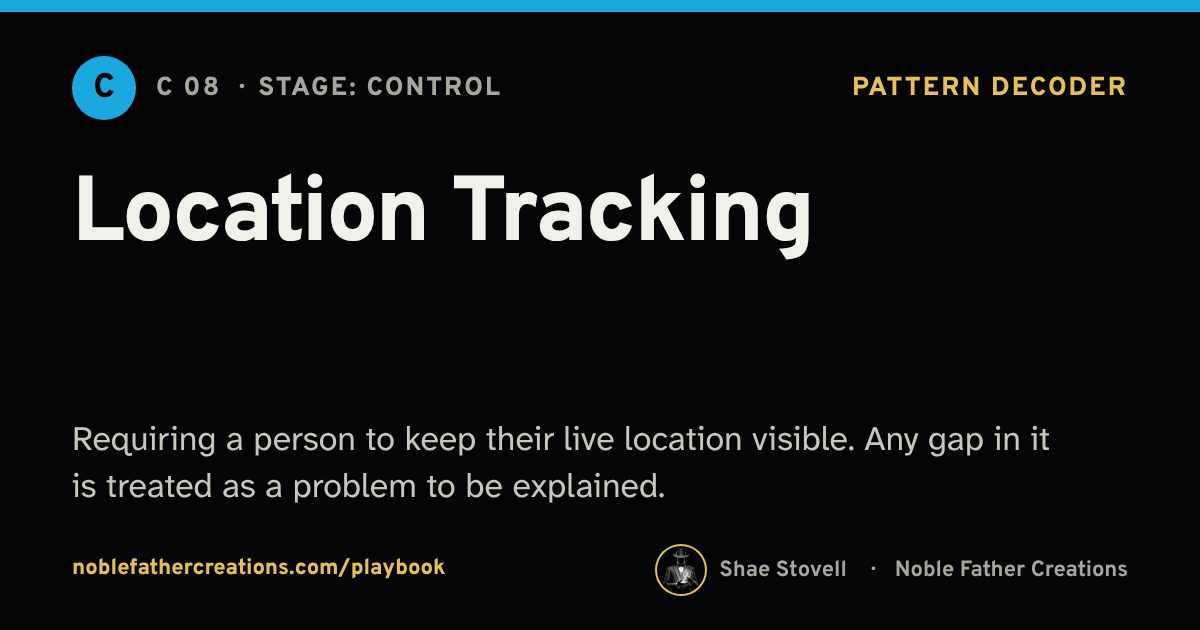 C
C 08 · STAGE: CONTROL
PATTERN DECODER
Location Tracking
Requiring a person to keep their live location visible. Any gap in it
is treated as a problem to be explained.
noblefathercreations.com/playbook
Shae Stovell · Noble Father Creations